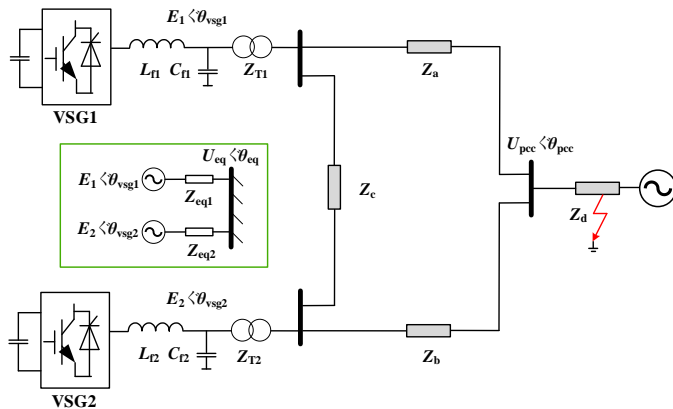 E₁∠θvsg1
Lf1
Cf1
ZT1
Za
VSG1
Ueq∠θeq
Upcc∠θpcc
E₁∠θvsg1
Zeq1
Zc
E₂∠θvsg2
Zeq2
Zd
E₂∠θvsg2
Lf2
Cf2
ZT2
Zb
VSG2